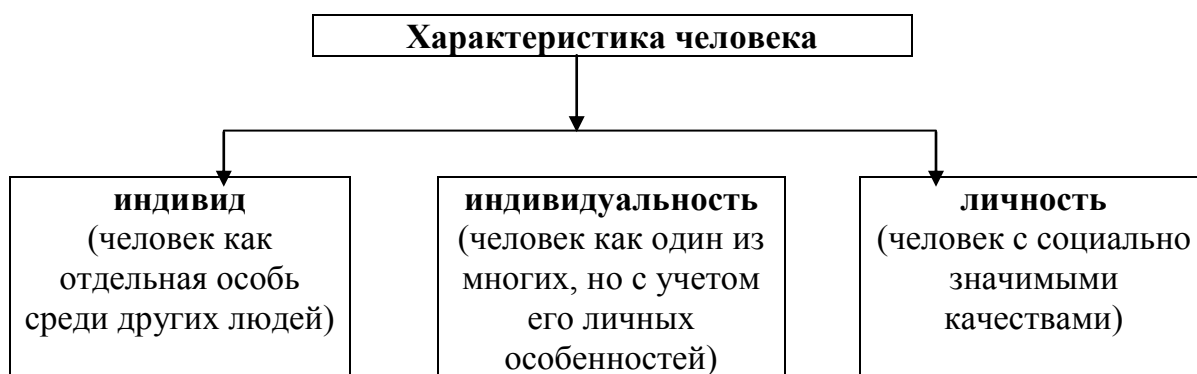 Характеристика человека
индивид
(человек как
отдельная особь
среди других людей)
индивидуальность
(человек как один из
многих, но с учетом
его личных
особенностей)
личность
(человек с социально
значимыми
качествами)